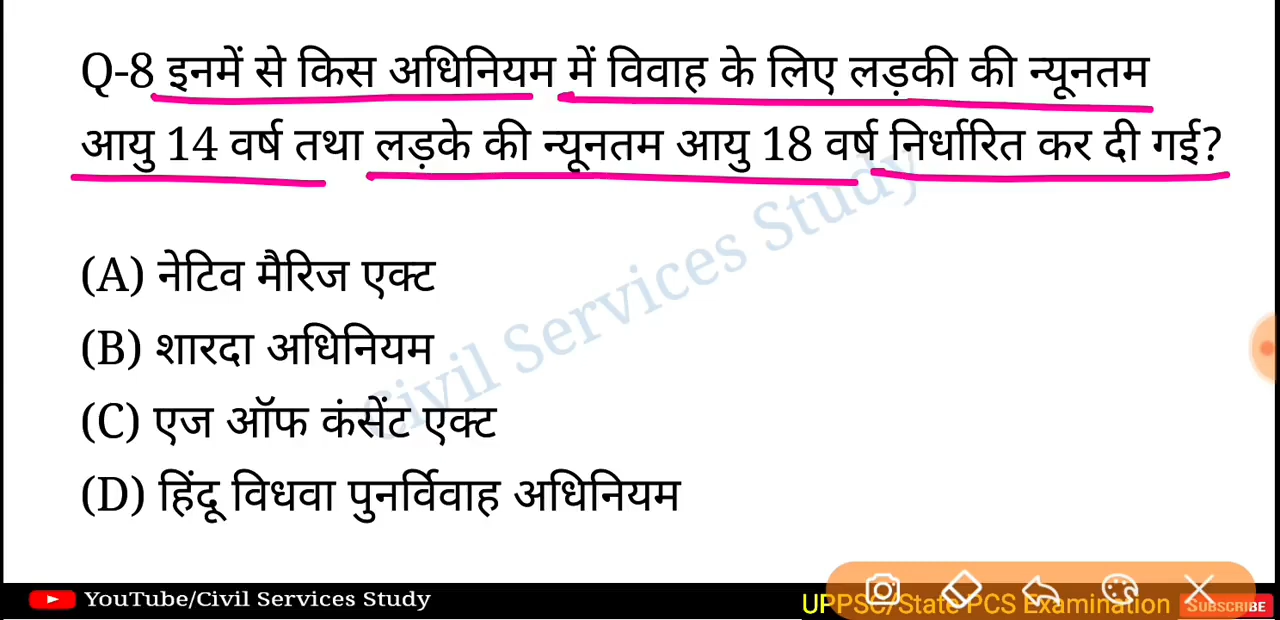 Q-8 इनमें से किस अधिनियम में विवाह के लिए लड़की की न्यूनतम
आयु 14 वर्ष तथा लड़के की न्यूनतम आयु 18 वर्ष निर्धारित कर दी गई?
Civil Services Study
(A) नेटिव मैरिज एक्ट
(B) शारदा अधिनियम
(C) एज ऑफ कंसेंट एक्ट
(D) हिंदू विधवा पुनर्विवाह अधिनियम
YouTube/Civil Services Study
UPPSC/State PCS Examination
SUBSCRIBE